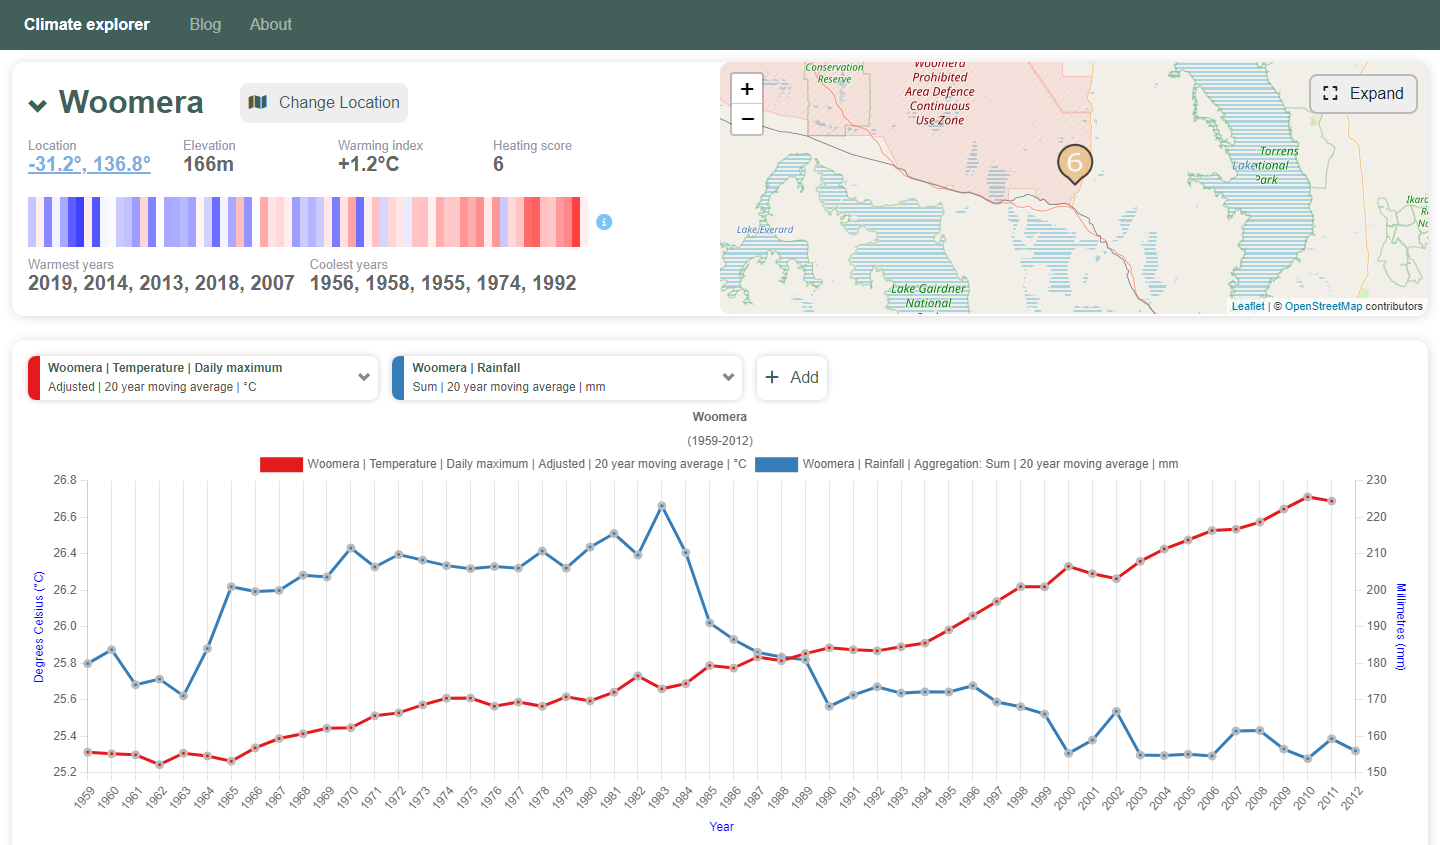 Climate explorer Blog About
Woomera Change Location
Location Elevation Warming index Heating score
-31.2°, 136.8° 166m +1.2°C 6
Warmest years Coolest years
2019, 2014, 2013, 2018, 2007 1956, 1958, 1955, 1974, 1992
+
−
Conservation
Reserve
Woomera
Prohibited
Area Defence
Continuous
Use Zone
Expand
6
Torrens
National
Park
Lake
Lake Everard
Lake Gairdner
National
Leaflet | © OpenStreetMap contributors
Woomera | Temperature | Daily maximum
Adjusted | 20 year moving average | °C
Woomera | Rainfall
Sum | 20 year moving average | mm
+ Add
Woomera
(1959-2012)
Woomera | Temperature | Daily maximum | Adjusted | 20 year moving average | °C
Woomera | Rainfall | Aggregation: Sum | 20 year moving average | mm
Degrees Celsius (°C)
26.8
26.6
26.4
26.2
26.0
25.8
25.6
25.4
25.2
230
220
210
200
190
180
170
160
150
Millimetres (mm)
1959 1960 1961 1962 1963 1964 1965 1966 1967 1968 1969 1970 1971 1972 1973 1974 1975 1976 1977 1978 1979 1980 1981 1982 1983 1984 1985 1986 1987 1988 1989 1990 1991 1992 1993 1994 1995 1996 1997 1998 1999 2000 2001 2002 2003 2004 2005 2006 2007 2008 2009 2010 2011 2012
Year